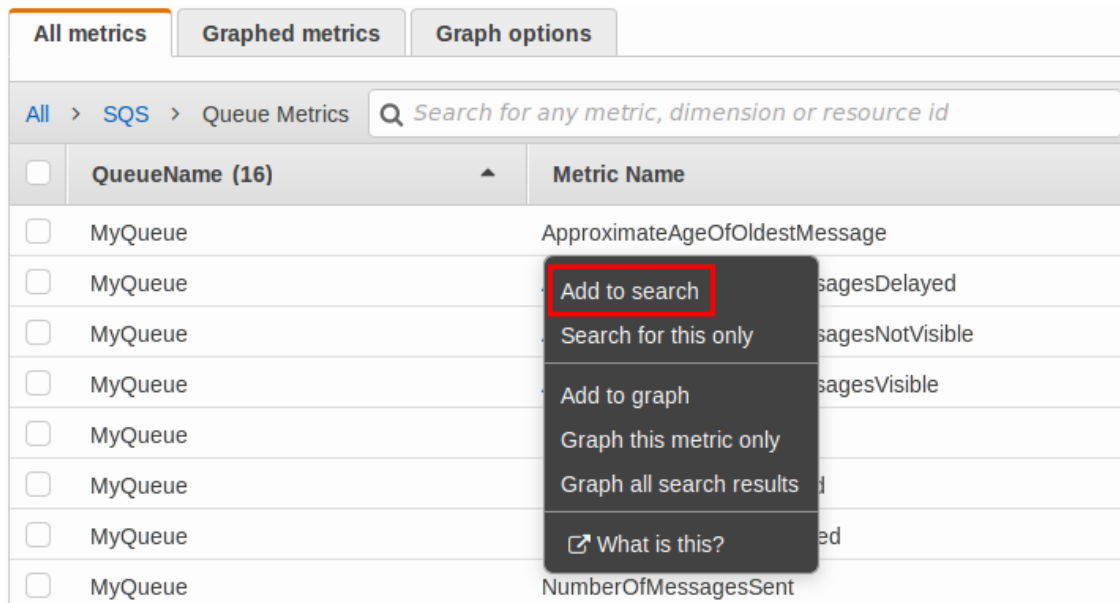 All metrics Graphed metrics Graph options
All > SQS > Queue Metrics Search for any metric, dimension or resource id
QueueName (16) Metric Name
MyQueue ApproximateAgeOfOldestMessage
MyQueue sagesDelayed
MyQueue sagesNotVisible
MyQueue sagesVisible
MyQueue
MyQueue
MyQueue ed
MyQueue NumberOfMessagesSent
Add to search
Search for this only
Add to graph
Graph this metric only
Graph all search results
What is this?